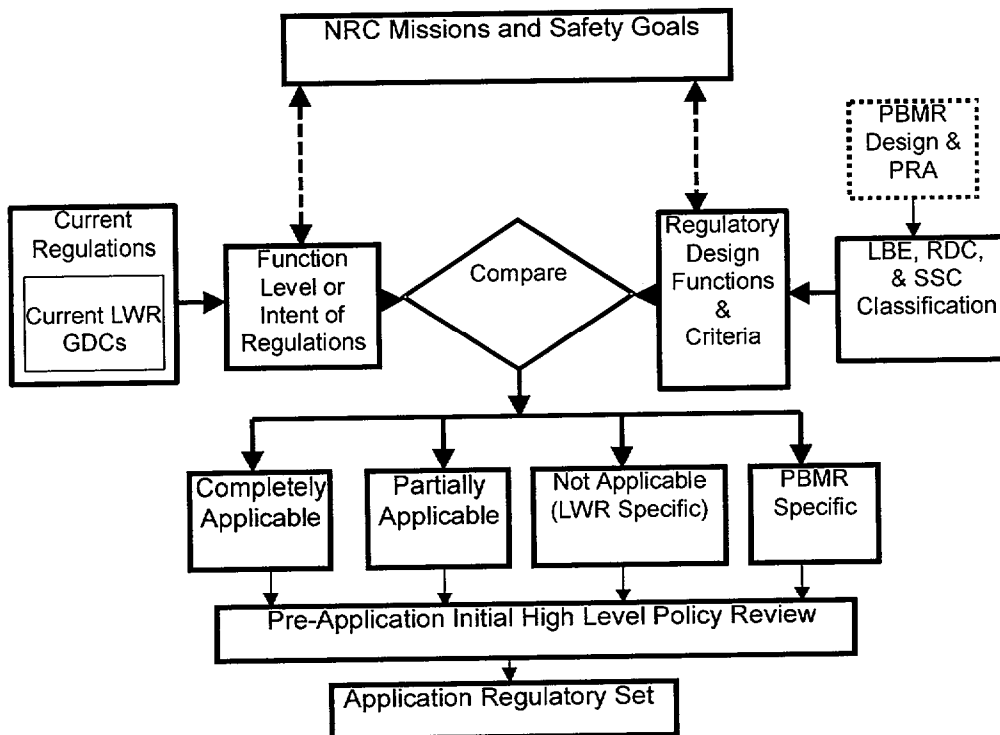 NRC Missions and Safety Goals
PBMR
Design &
PRA
Current
Regulations
Current LWR
GDCs
Function
Level or
Intent of
Regulations
Compare
Regulatory
Design
Functions
&
Criteria
LBE, RDC,
& SSC
Classification
Completely
Applicable
Partially
Applicable
Not Applicable
(LWR Specific)
PBMR
Specific
Pre-Application Initial High Level Policy Review
Application Regulatory Set